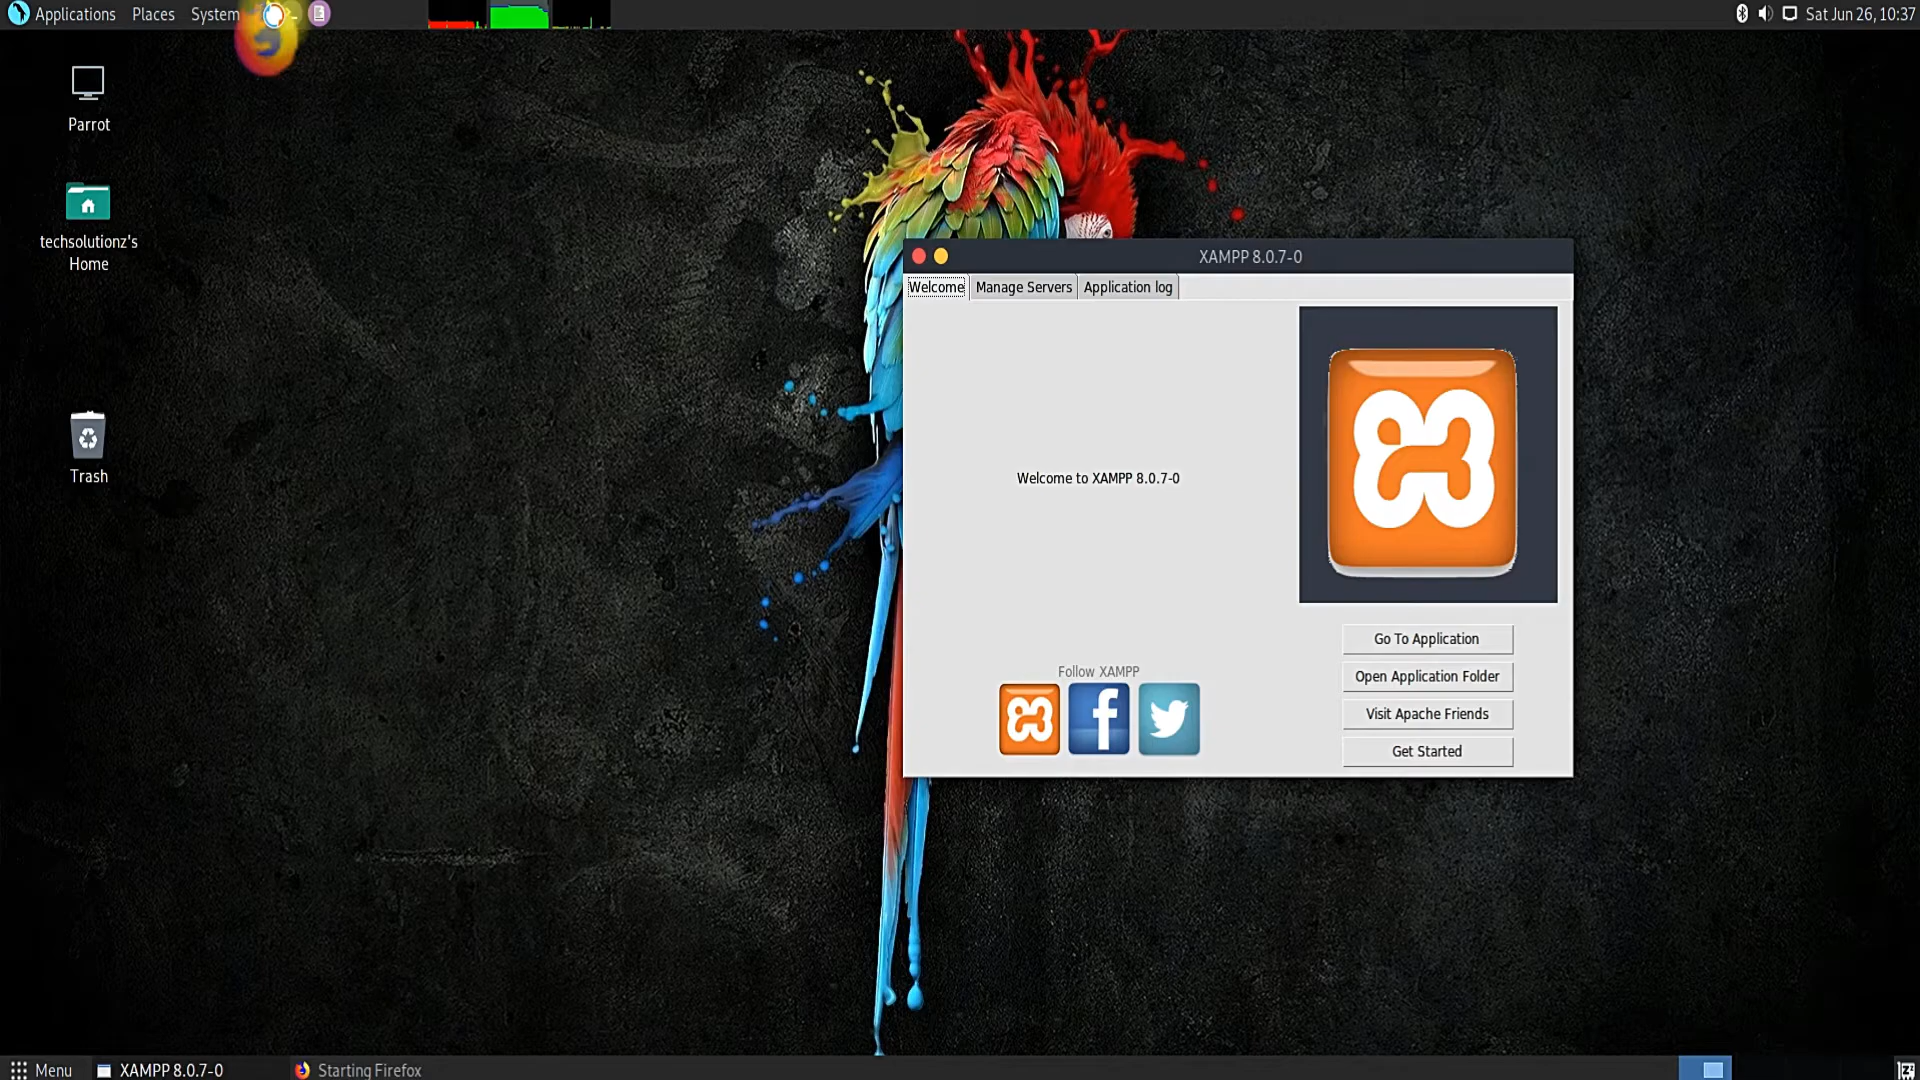 Applications Places System
Sat Jun 26, 10:37
Parrot
techsolutionz's
Home
Trash
XAMPP 8.0.7-0
Welcome Manage Servers Application log
Welcome to XAMPP 8.0.7-0
Follow XAMPP
Go To Application
Open Application Folder
Visit Apache Friends
Get Started
Menu XAMPP 8.0.7-0 Starting Firefox